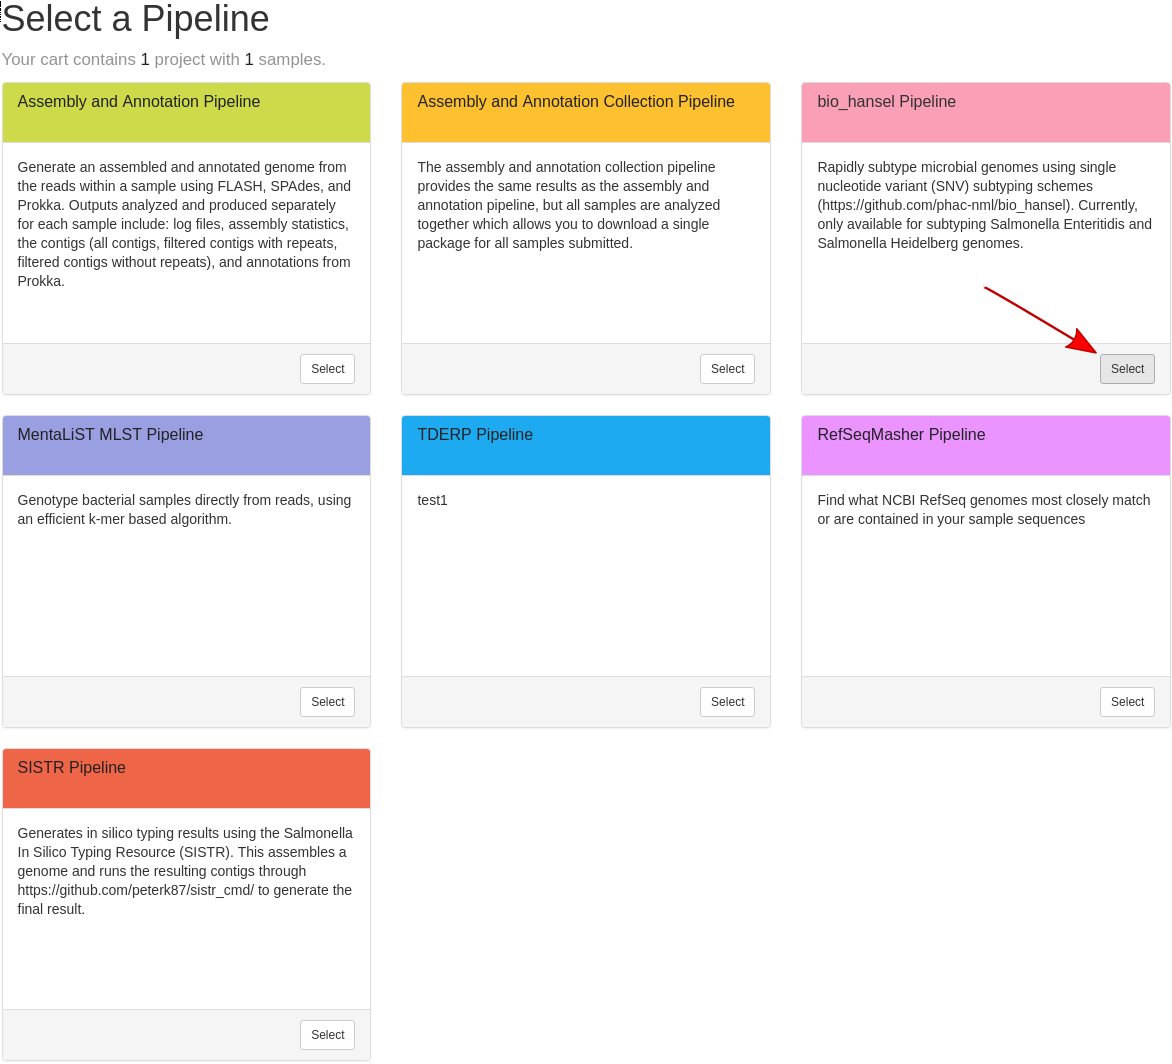 Select a Pipeline
Your cart contains 1 project with 1 samples.
Assembly and Annotation Pipeline
Generate an assembled and annotated genome from
the reads within a sample using FLASH, SPAdes, and
Prokka. Outputs analyzed and produced separately
for each sample include: log files, assembly statistics,
the contigs (all contigs, filtered contigs with repeats,
filtered contigs without repeats), and annotations from
Prokka.
Select
Assembly and Annotation Collection Pipeline
The assembly and annotation collection pipeline
provides the same results as the assembly and
annotation pipeline, but all samples are analyzed
together which allows you to download a single
package for all samples submitted.
Select
bio_hansel Pipeline
Rapidly subtype microbial genomes using single
nucleotide variant (SNV) subtyping schemes
(https://github.com/phac-nml/bio_hansel). Currently,
only available for subtyping Salmonella Enteritidis and
Salmonella Heidelberg genomes.
Select
MentaLiST MLST Pipeline
Genotype bacterial samples directly from reads, using
an efficient k-mer based algorithm.
Select
TDERP Pipeline
test1
Select
RefSeqMasher Pipeline
Find what NCBI RefSeq genomes most closely match
or are contained in your sample sequences
Select
SISTR Pipeline
Generates in silico typing results using the Salmonella
In Silico Typing Resource (SISTR). This assembles a
genome and runs the resulting contigs through
https://github.com/peterk87/sistr_cmd/ to generate the
final result.
Select